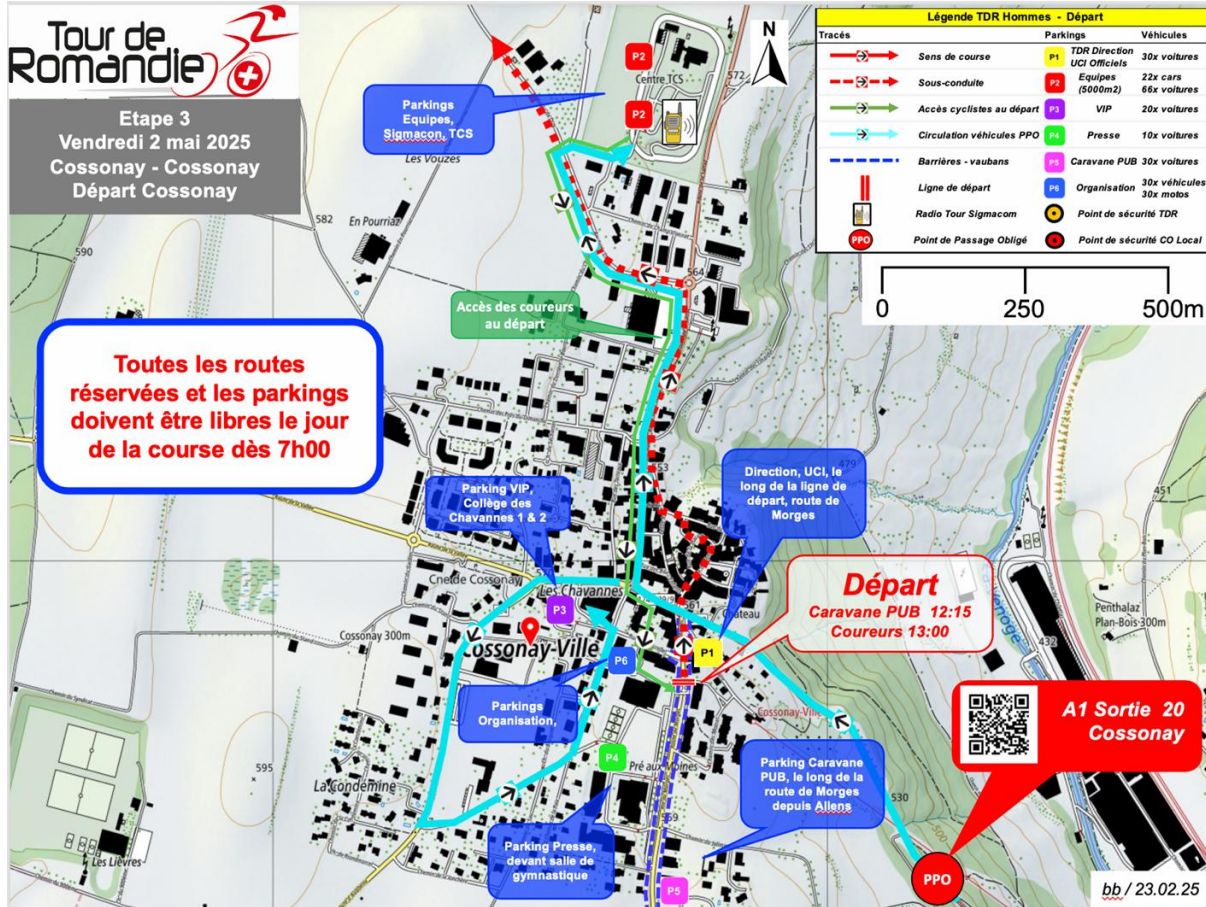 Tour de
Romandie
Etape 3
Vendredi 2 mai 2025
Cossonay - Cossonay
Départ Cossonay
Parkings
Equipes,
Sigmacon, TCS
P2
Centre TCS
P2
N
572
Légende TDR Hommes - Départ
Tracés
Parkings
Véhicules
Sens de course
P1
TDR Direction
UCI Officiels
30x voitures
Sous-conduite
P2
Equipes
(5000m2)
22x cars
66x voitures
Accès cyclistes au départ
P3
VIP
20x voitures
Circulation véhicules PPO
P4
Presse
10x voitures
Barrières - vaubans
P5
Caravane PUB
30x voitures
Ligne de départ
P6
Organisation
30x véhicules
30x motos
Radio Tour Sigmacom
Point de sécurité TDR
PPO
Point de Passage Obligé
Point de sécurité CO Local
0
250
500m
Les Vouzes
582
En Pourriaz
590
564
Accès des coureurs
au départ
Toutes les routes
réservées et les parkings
doivent être libres le jour
de la course dès 7h00
Parking VIP,
Collège des
Chavannes 1 & 2
Direction, UCI, le
long de la ligne de
départ, route de
Morges
479
451
Cne de Cossonay
Les Chavannes
P3
561
Château
Départ
Caravane PUB 12:15
Coureurs 13:00
Penthalaz
Plan-Bois 300m
432
Cossonay 300m
Cossonay-Ville
P6
P1
Parkings
Organisation,
Cossonay-Ville
A1 Sortie 20
Cossonay
P4
Pré aux Moines
Parking Caravane
PUB, le long de la
route de Morges
depuis Allens
595
La Condémine
530
500
559
Les Lièvres
Parking Presse,
devant salle de
gymnastique
P5
PPO
bb / 23.02.25